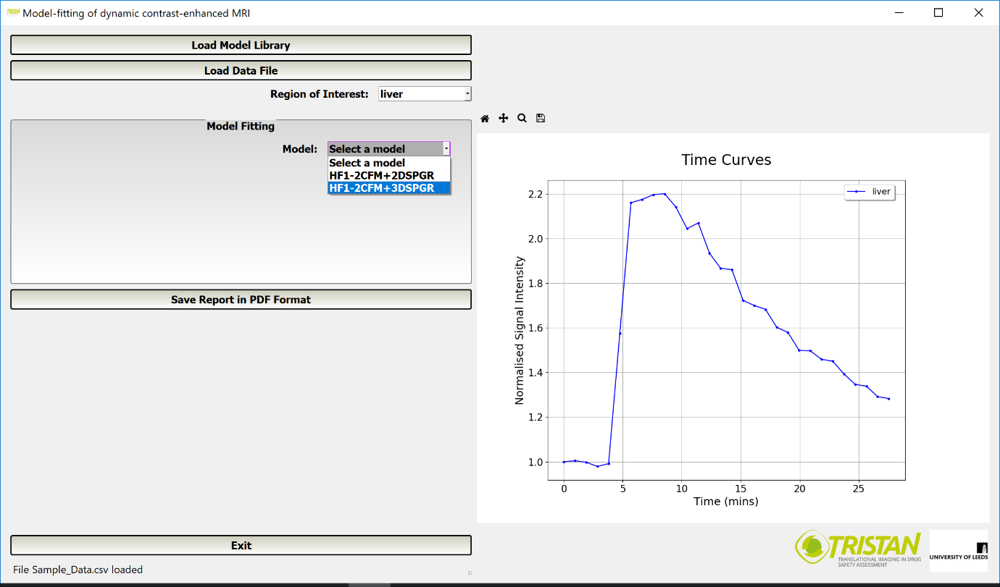 TRISTAN Model-fitting of dynamic contrast-enhanced MRI
Load Model Library
Load Data File
Region of Interest: liver
Model Fitting
Model: Select a model
Select a model
HF1-2CFM+2DSPGR
HF1-2CFM+3DSPGR
Save Report in PDF Format
Exit
File Sample_Data.csv loaded
Time Curves
liver
Normalised Signal Intensity
2.2
2.0
1.8
1.6
1.4
1.2
1.0
0 5 10 15 20 25
Time (mins)
TRISTAN
TRANSLATIONAL IMAGING IN DRUG
SAFETY ASSESSMENT
UNIVERSITY OF LEEDS